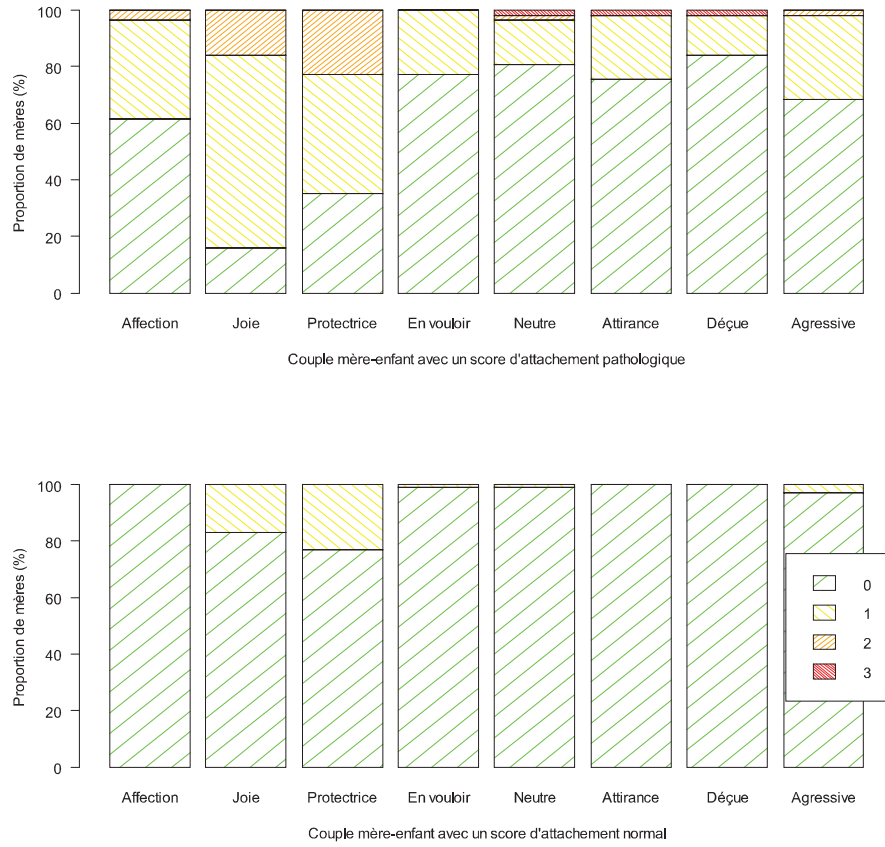 Proportion de mères (%)
100
80
60
40
20
0
Affection Joie Protectrice En vouloir Neutre Attirance Déçue Agressive
Couple mère-enfant avec un score d'attachement pathologique
Proportion de mères (%)
100
80
60
40
20
0
0
1
2
3
Affection Joie Protectrice En vouloir Neutre Attirance Déçue Agressive
Couple mère-enfant avec un score d'attachement normal